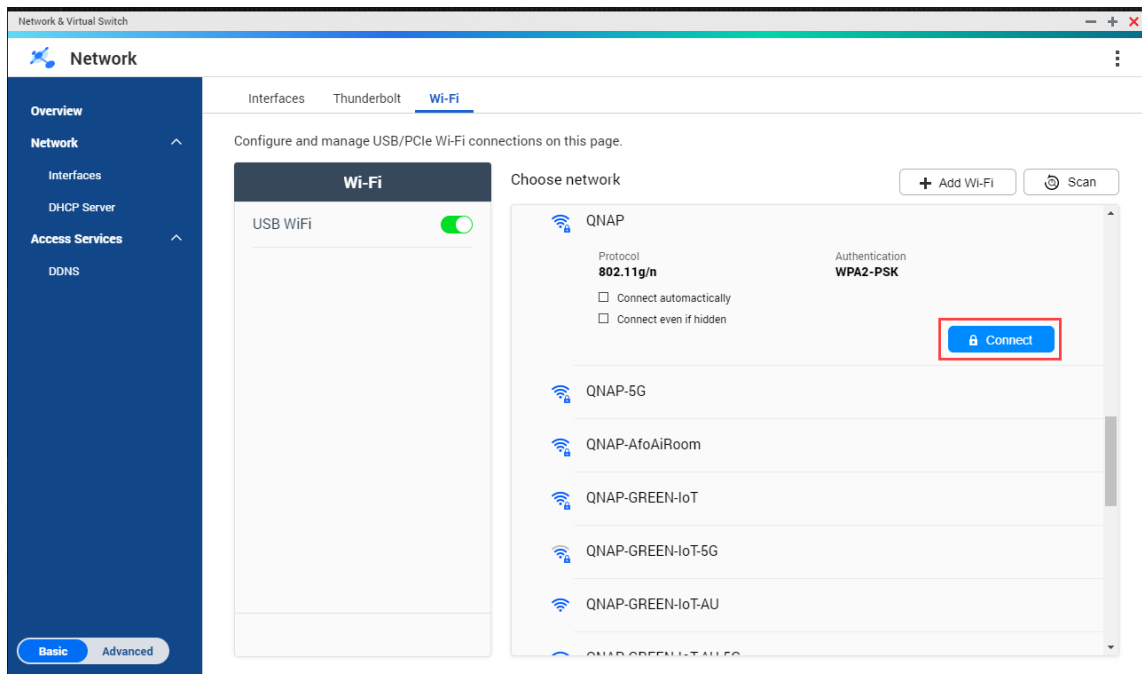 Network & Virtual Switch
Network
Overview
Network
Interfaces
DHCP Server
Access Services
DDNS
Basic Advanced
Interfaces Thunderbolt Wi-Fi
Configure and manage USB/PCIe Wi-Fi connections on this page.
Wi-Fi
USB WiFi
Choose network
Add Wi-Fi Scan
QNAP
Protocol Authentication
802.11g/n WPA2-PSK
Connect automactically
Connect even if hidden
Connect
QNAP-5G
QNAP-AfoAiRoom
QNAP-GREEN-IoT
QNAP-GREEN-IoT-5G
QNAP-GREEN-IoT-AU